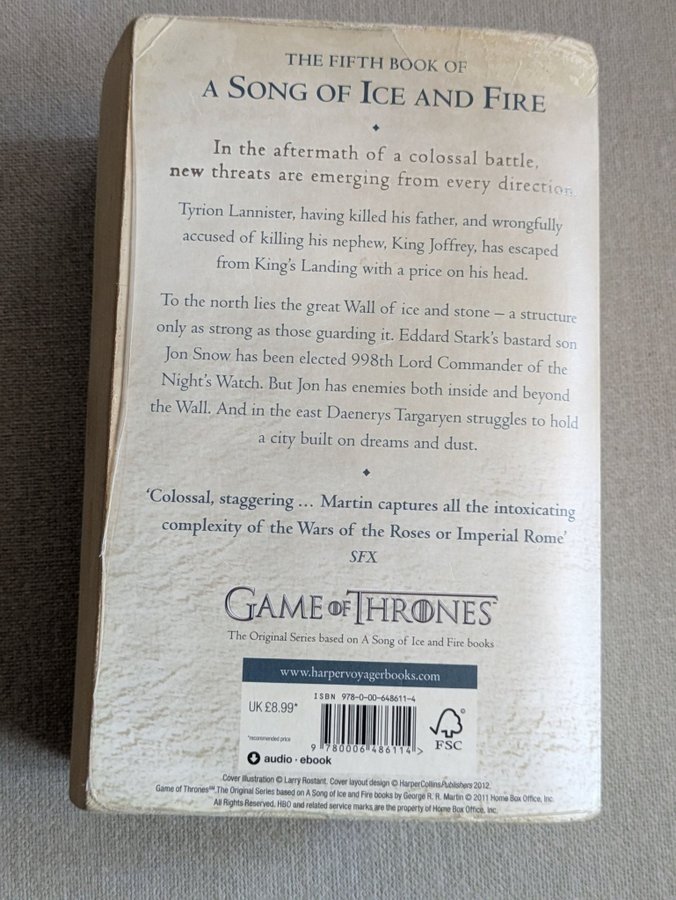 THE FIFTH BOOK OF
A SONG OF ICE AND FIRE
In the aftermath of a colossal battle,
new threats are emerging from every direction.
Tyrion Lannister, having killed his father, and wrongfully
accused of killing his nephew, King Joffrey, has escaped
from King's Landing with a price on his head.
To the north lies the great Wall of ice and stone – a structure
only as strong as those guarding it. Eddard Stark's bastard son
Jon Snow has been elected 998th Lord Commander of the
Night's Watch. But Jon has enemies both inside and beyond
the Wall. And in the east Daenerys Targaryen struggles to hold
a city built on dreams and dust.
‘Colossal, staggering … Martin captures all the intoxicating
complexity of the Wars of the Roses or Imperial Rome’
SFX
GAME OF THRONES
The Original Series based on A Song of Ice and Fire books
www.harpervoyagerbooks.com
ISBN 978-0-00-648611-4
UK £8.99*
*recommended price
9 780006 486114 >
FSC
audio · ebook
Cover illustration © Larry Rostant. Cover layout design © HarperCollinsPublishers 2012.
Game of Thrones℠. The Original Series based on A Song of Ice and Fire books by George R. R. Martin © 2011 Home Box Office, Inc.
All Rights Reserved. HBO and related service marks are the property of Home Box Office, Inc.